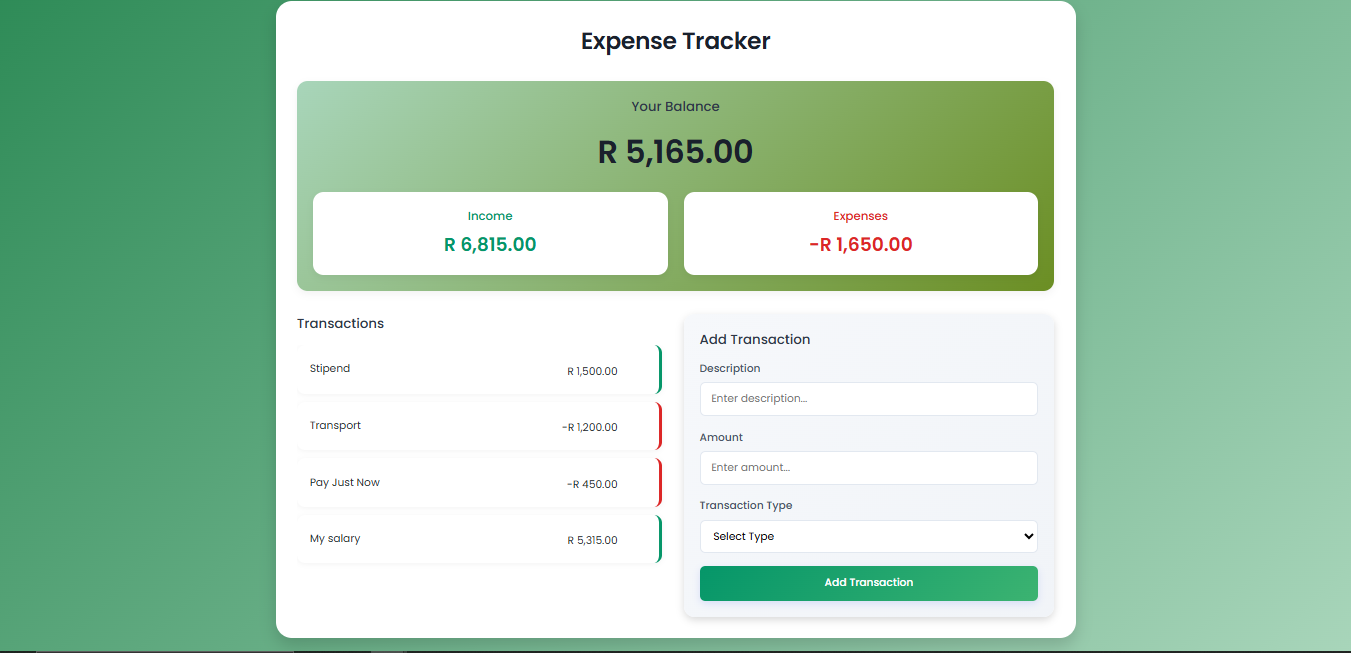 Expense Tracker
Your Balance
R 5,165.00
Income
R 6,815.00
Expenses
-R 1,650.00
Transactions
Stipend R 1,500.00
Transport -R 1,200.00
Pay Just Now -R 450.00
My salary R 5,315.00
Add Transaction
Description
Enter description...
Amount
Enter amount...
Transaction Type
Select Type
Add Transaction